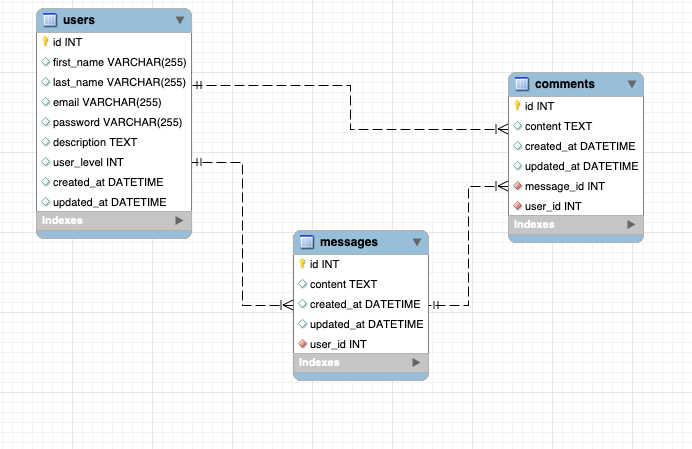 users
id INT
first_name VARCHAR(255)
last_name VARCHAR(255)
email VARCHAR(255)
password VARCHAR(255)
description TEXT
user_level INT
created_at DATETIME
updated_at DATETIME
Indexes
comments
id INT
content TEXT
created_at DATETIME
updated_at DATETIME
message_id INT
user_id INT
Indexes
messages
id INT
content TEXT
created_at DATETIME
updated_at DATETIME
user_id INT
Indexes